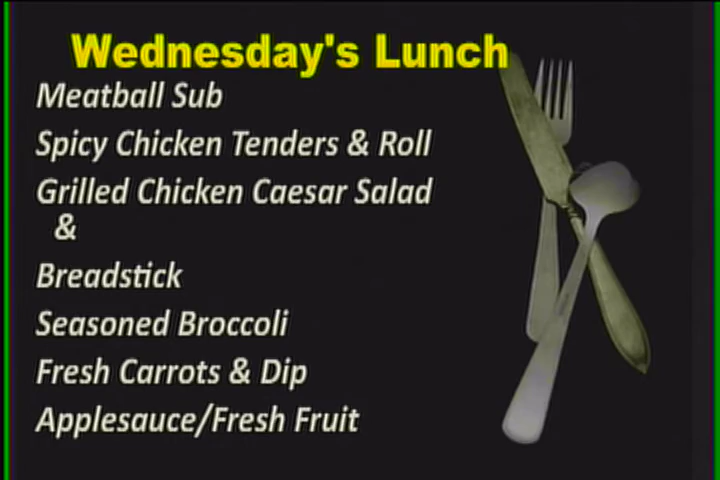 Wednesday's Lunch
Meatball Sub
Spicy Chicken Tenders & Roll
Grilled Chicken Caesar Salad
&
Breadstick
Seasoned Broccoli
Fresh Carrots & Dip
Applesauce/Fresh Fruit